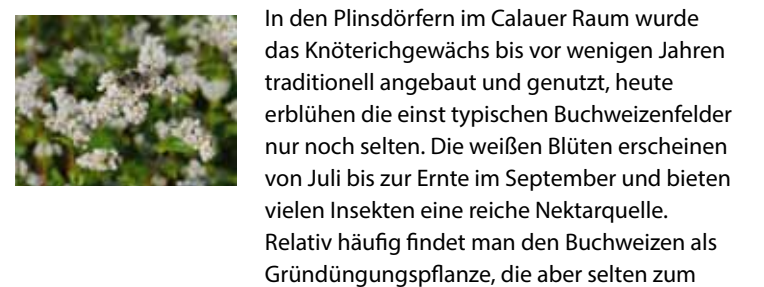 In den Plinsdörfern im Calauer Raum wurde
das Knöterichgewächs bis vor wenigen Jahren
traditionell angebaut und genutzt, heute
erblühen die einst typischen Buchweizenfelder
nur noch selten. Die weißen Blüten erscheinen
von Juli bis zur Ernte im September und bieten
vielen Insekten eine reiche Nektarquelle.
Relativ häufig findet man den Buchweizen als
Gründüngungspflanze, die aber selten zum